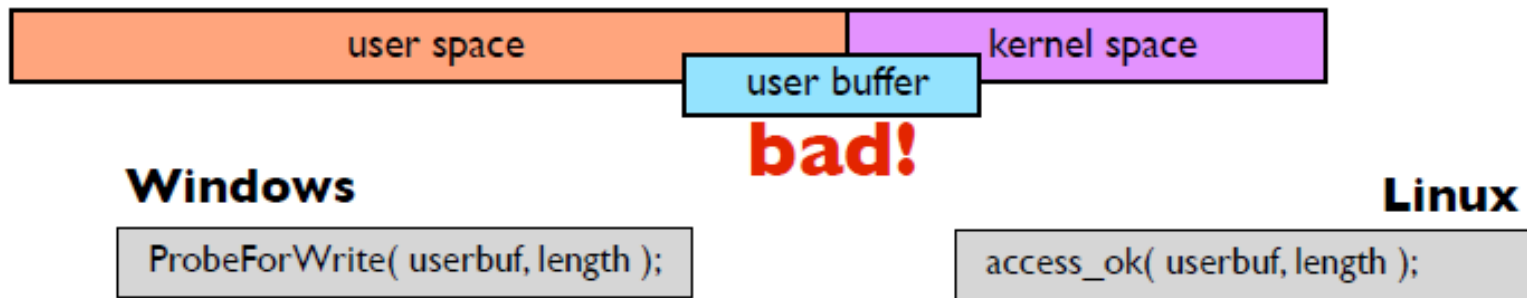 user space
kernel space
user buffer
bad!
Windows
Linux
ProbeForWrite( userbuf, length );
access_ok( userbuf, length );